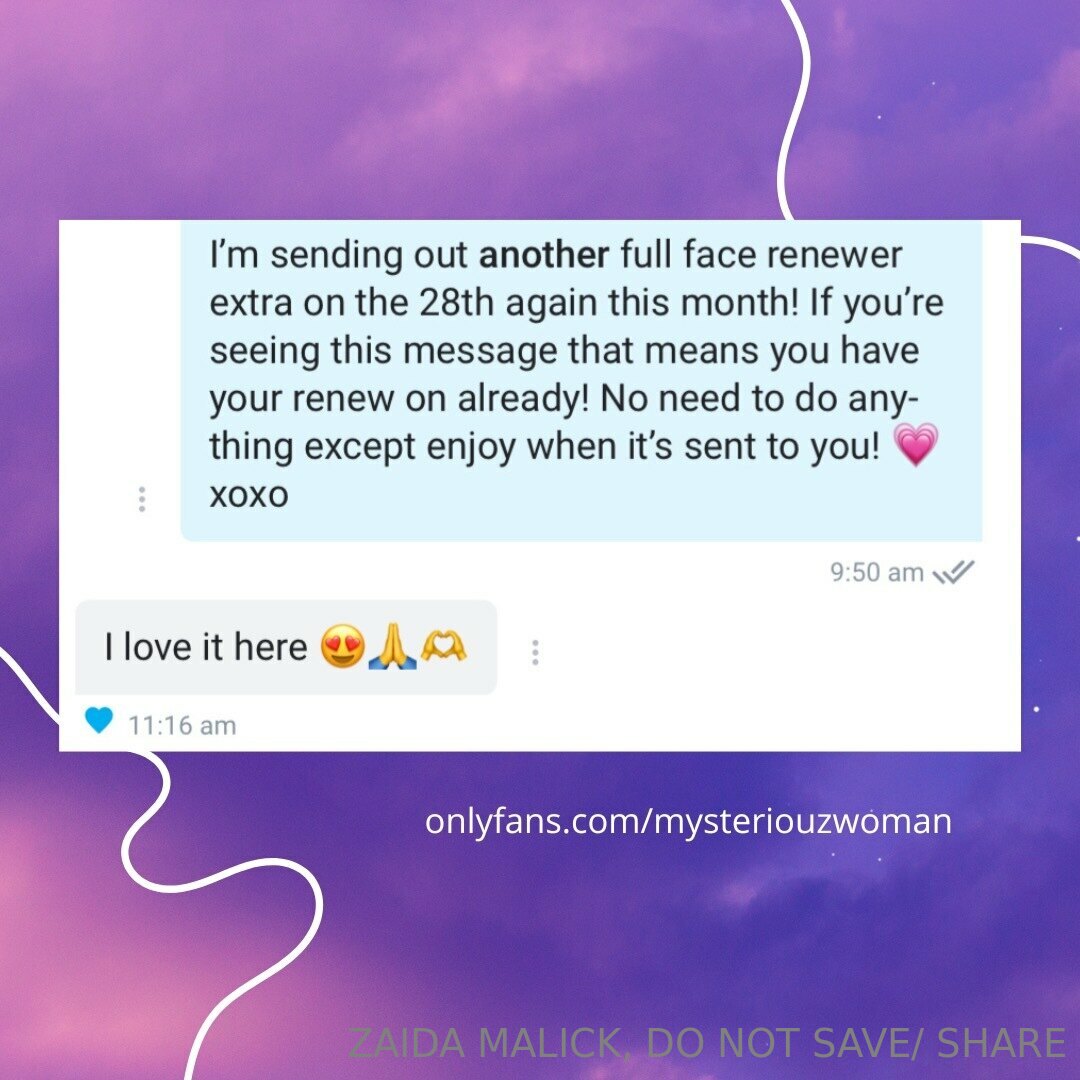 I’m sending out another full face renewer
extra on the 28th again this month! If you’re
seeing this message that means you have
your renew on already! No need to do any-
thing except enjoy when it’s sent to you! 💗
xoxo
9:50 am
I love it here 😍🙏🫶
11:16 am
onlyfans.com/mysteriouzwoman
ZAIDA MALICK, DO NOT SAVE/ SHARE